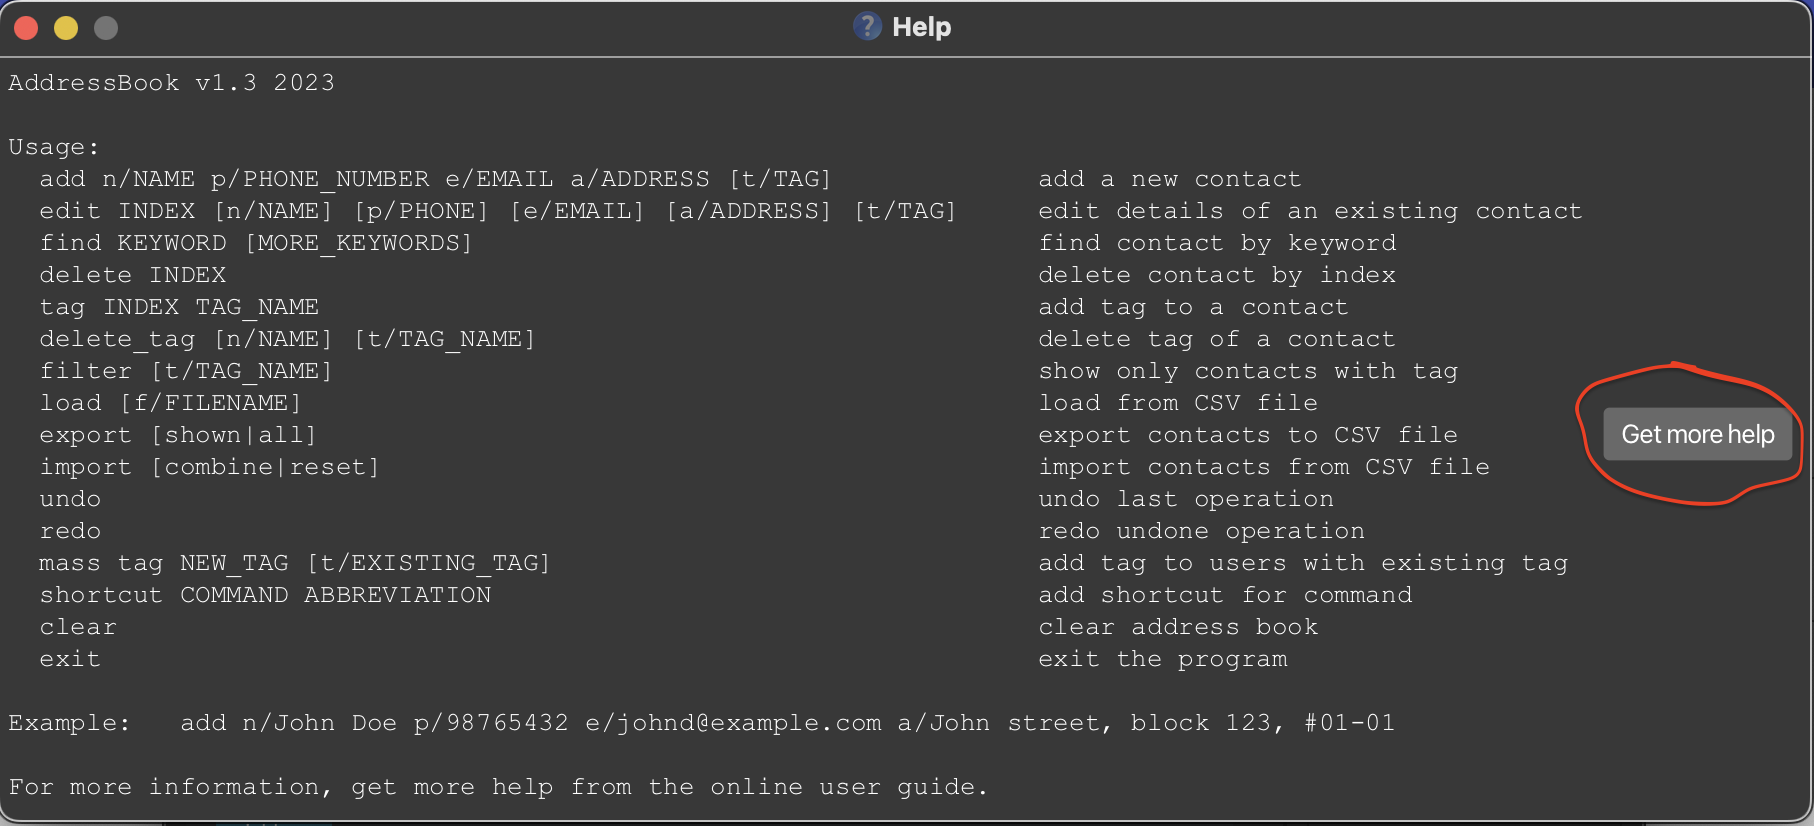 Help
AddressBook v1.3 2023
Usage:
add n/NAME p/PHONE_NUMBER e/EMAIL a/ADDRESS [t/TAG] add a new contact
edit INDEX [n/NAME] [p/PHONE] [e/EMAIL] [a/ADDRESS] [t/TAG] edit details of an existing contact
find KEYWORD [MORE_KEYWORDS] find contact by keyword
delete INDEX delete contact by index
tag INDEX TAG_NAME add tag to a contact
delete_tag [n/NAME] [t/TAG_NAME] delete tag of a contact
filter [t/TAG_NAME] show only contacts with tag
load [f/FILENAME] load from CSV file
export [shown|all] export contacts to CSV file
Get more help
import [combine|reset] import contacts from CSV file
undo undo last operation
redo redo undone operation
mass tag NEW_TAG [t/EXISTING_TAG] add tag to users with existing tag
shortcut COMMAND ABBREVIATION add shortcut for command
clear clear address book
exit exit the program
Example: add n/John Doe p/98765432 e/johnd@example.com a/John street, block 123, #01-01
For more information, get more help from the online user guide.